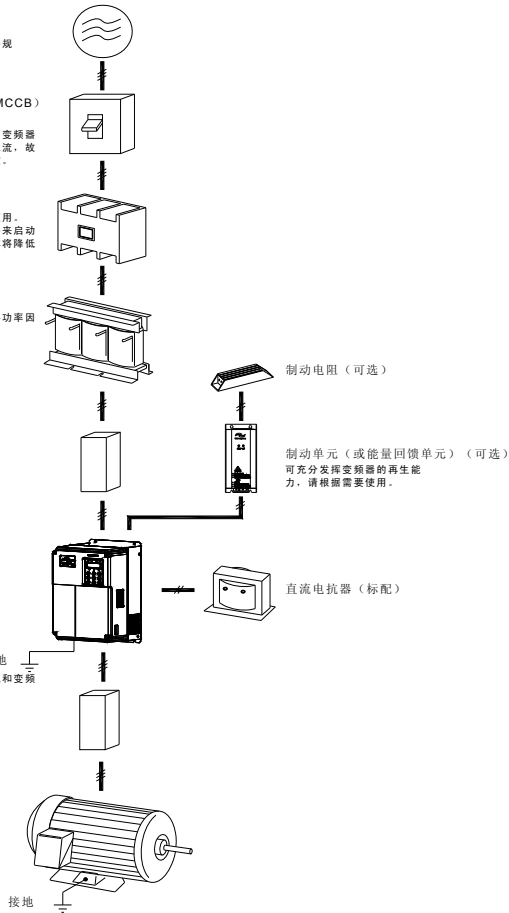 规
MCCB）
变频器
流，故
。
用。
来启动
将降低
功率因
制动电阻（可选）
制动单元（或能量回馈单元）（可选）
可充分发挥变频器的再生能
力，请根据需要使用。
直流电抗器（标配）
地
和变频
接地